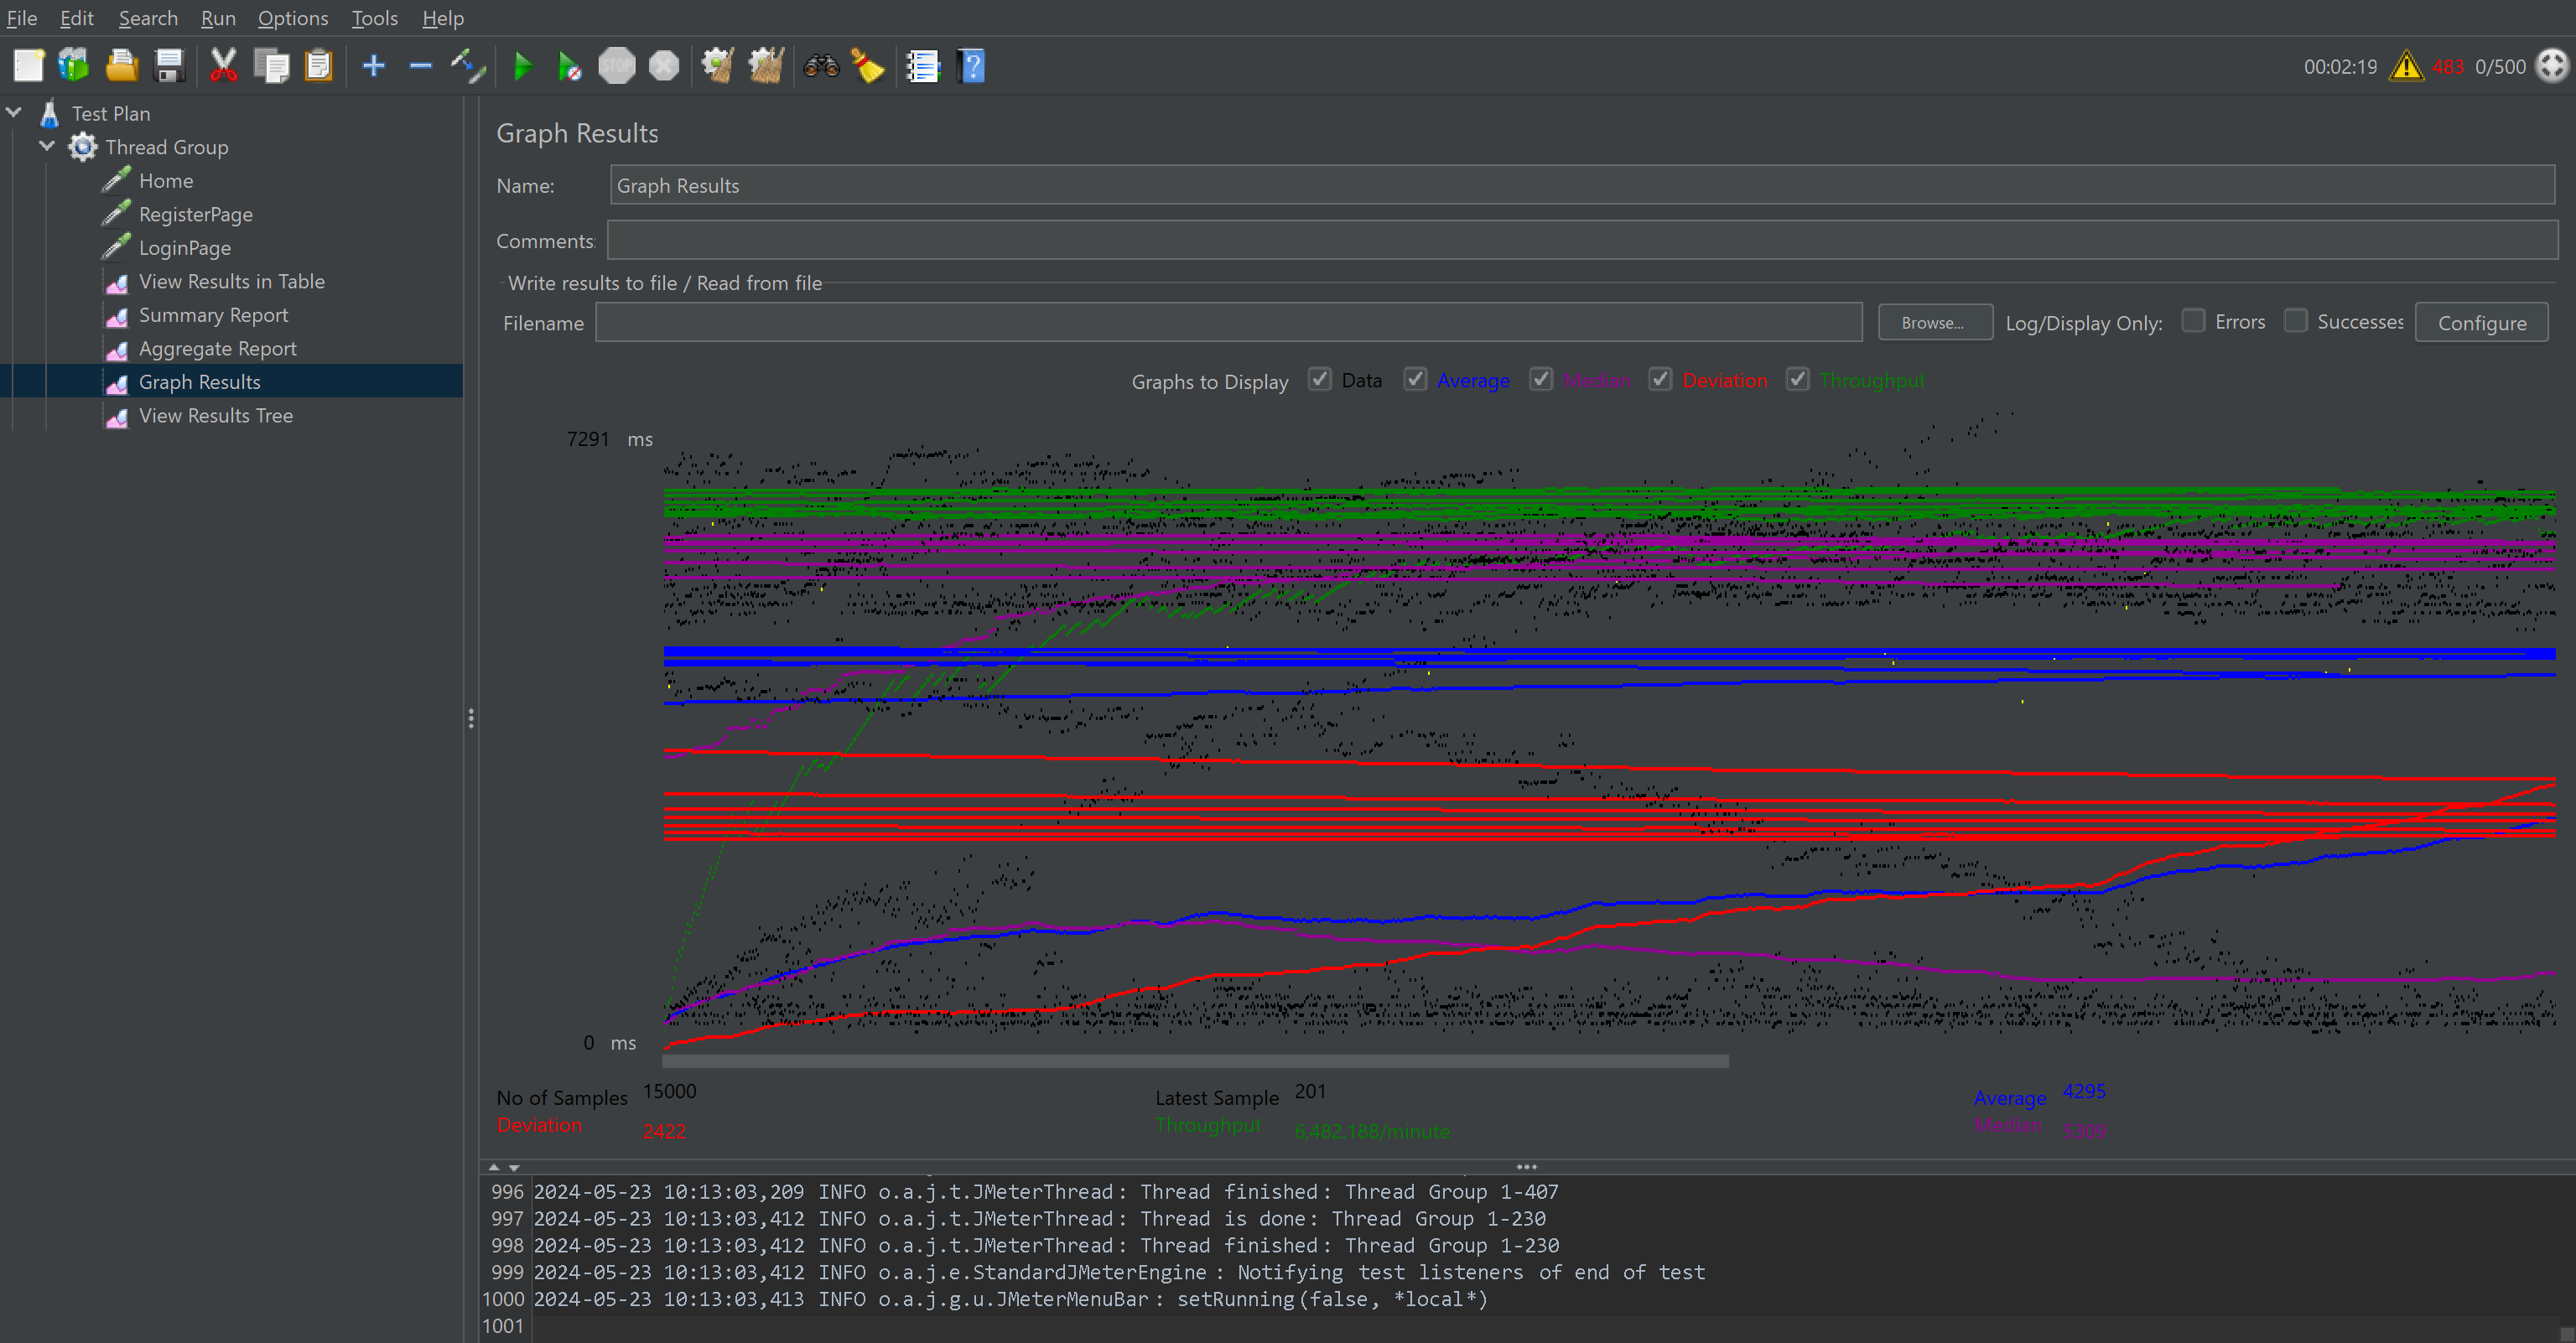 File Edit Search Run Options Tools Help
STOP
00:02:19 483 0/500
Test Plan
Thread Group
Home
RegisterPage
LoginPage
View Results in Table
Summary Report
Aggregate Report
Graph Results
View Results Tree
Graph Results
Name: Graph Results
Comments:
Write results to file / Read from file
Filename Browse... Log/Display Only: Errors Successes Configure
Graphs to Display Data Average Median Deviation Throughput
7291 ms
0 ms
No of Samples 15000 Latest Sample 201 Average 4295
Deviation 2422 Throughput 6,482.188/minute Median 5309
996 2024-05-23 10:13:03,209 INFO o.a.j.t.JMeterThread: Thread finished: Thread Group 1-407
997 2024-05-23 10:13:03,412 INFO o.a.j.t.JMeterThread: Thread is done: Thread Group 1-230
998 2024-05-23 10:13:03,412 INFO o.a.j.t.JMeterThread: Thread finished: Thread Group 1-230
999 2024-05-23 10:13:03,412 INFO o.a.j.e.StandardJMeterEngine: Notifying test listeners of end of test
1000 2024-05-23 10:13:03,413 INFO o.a.j.g.u.JMeterMenuBar: setRunning(false, *local*)
1001